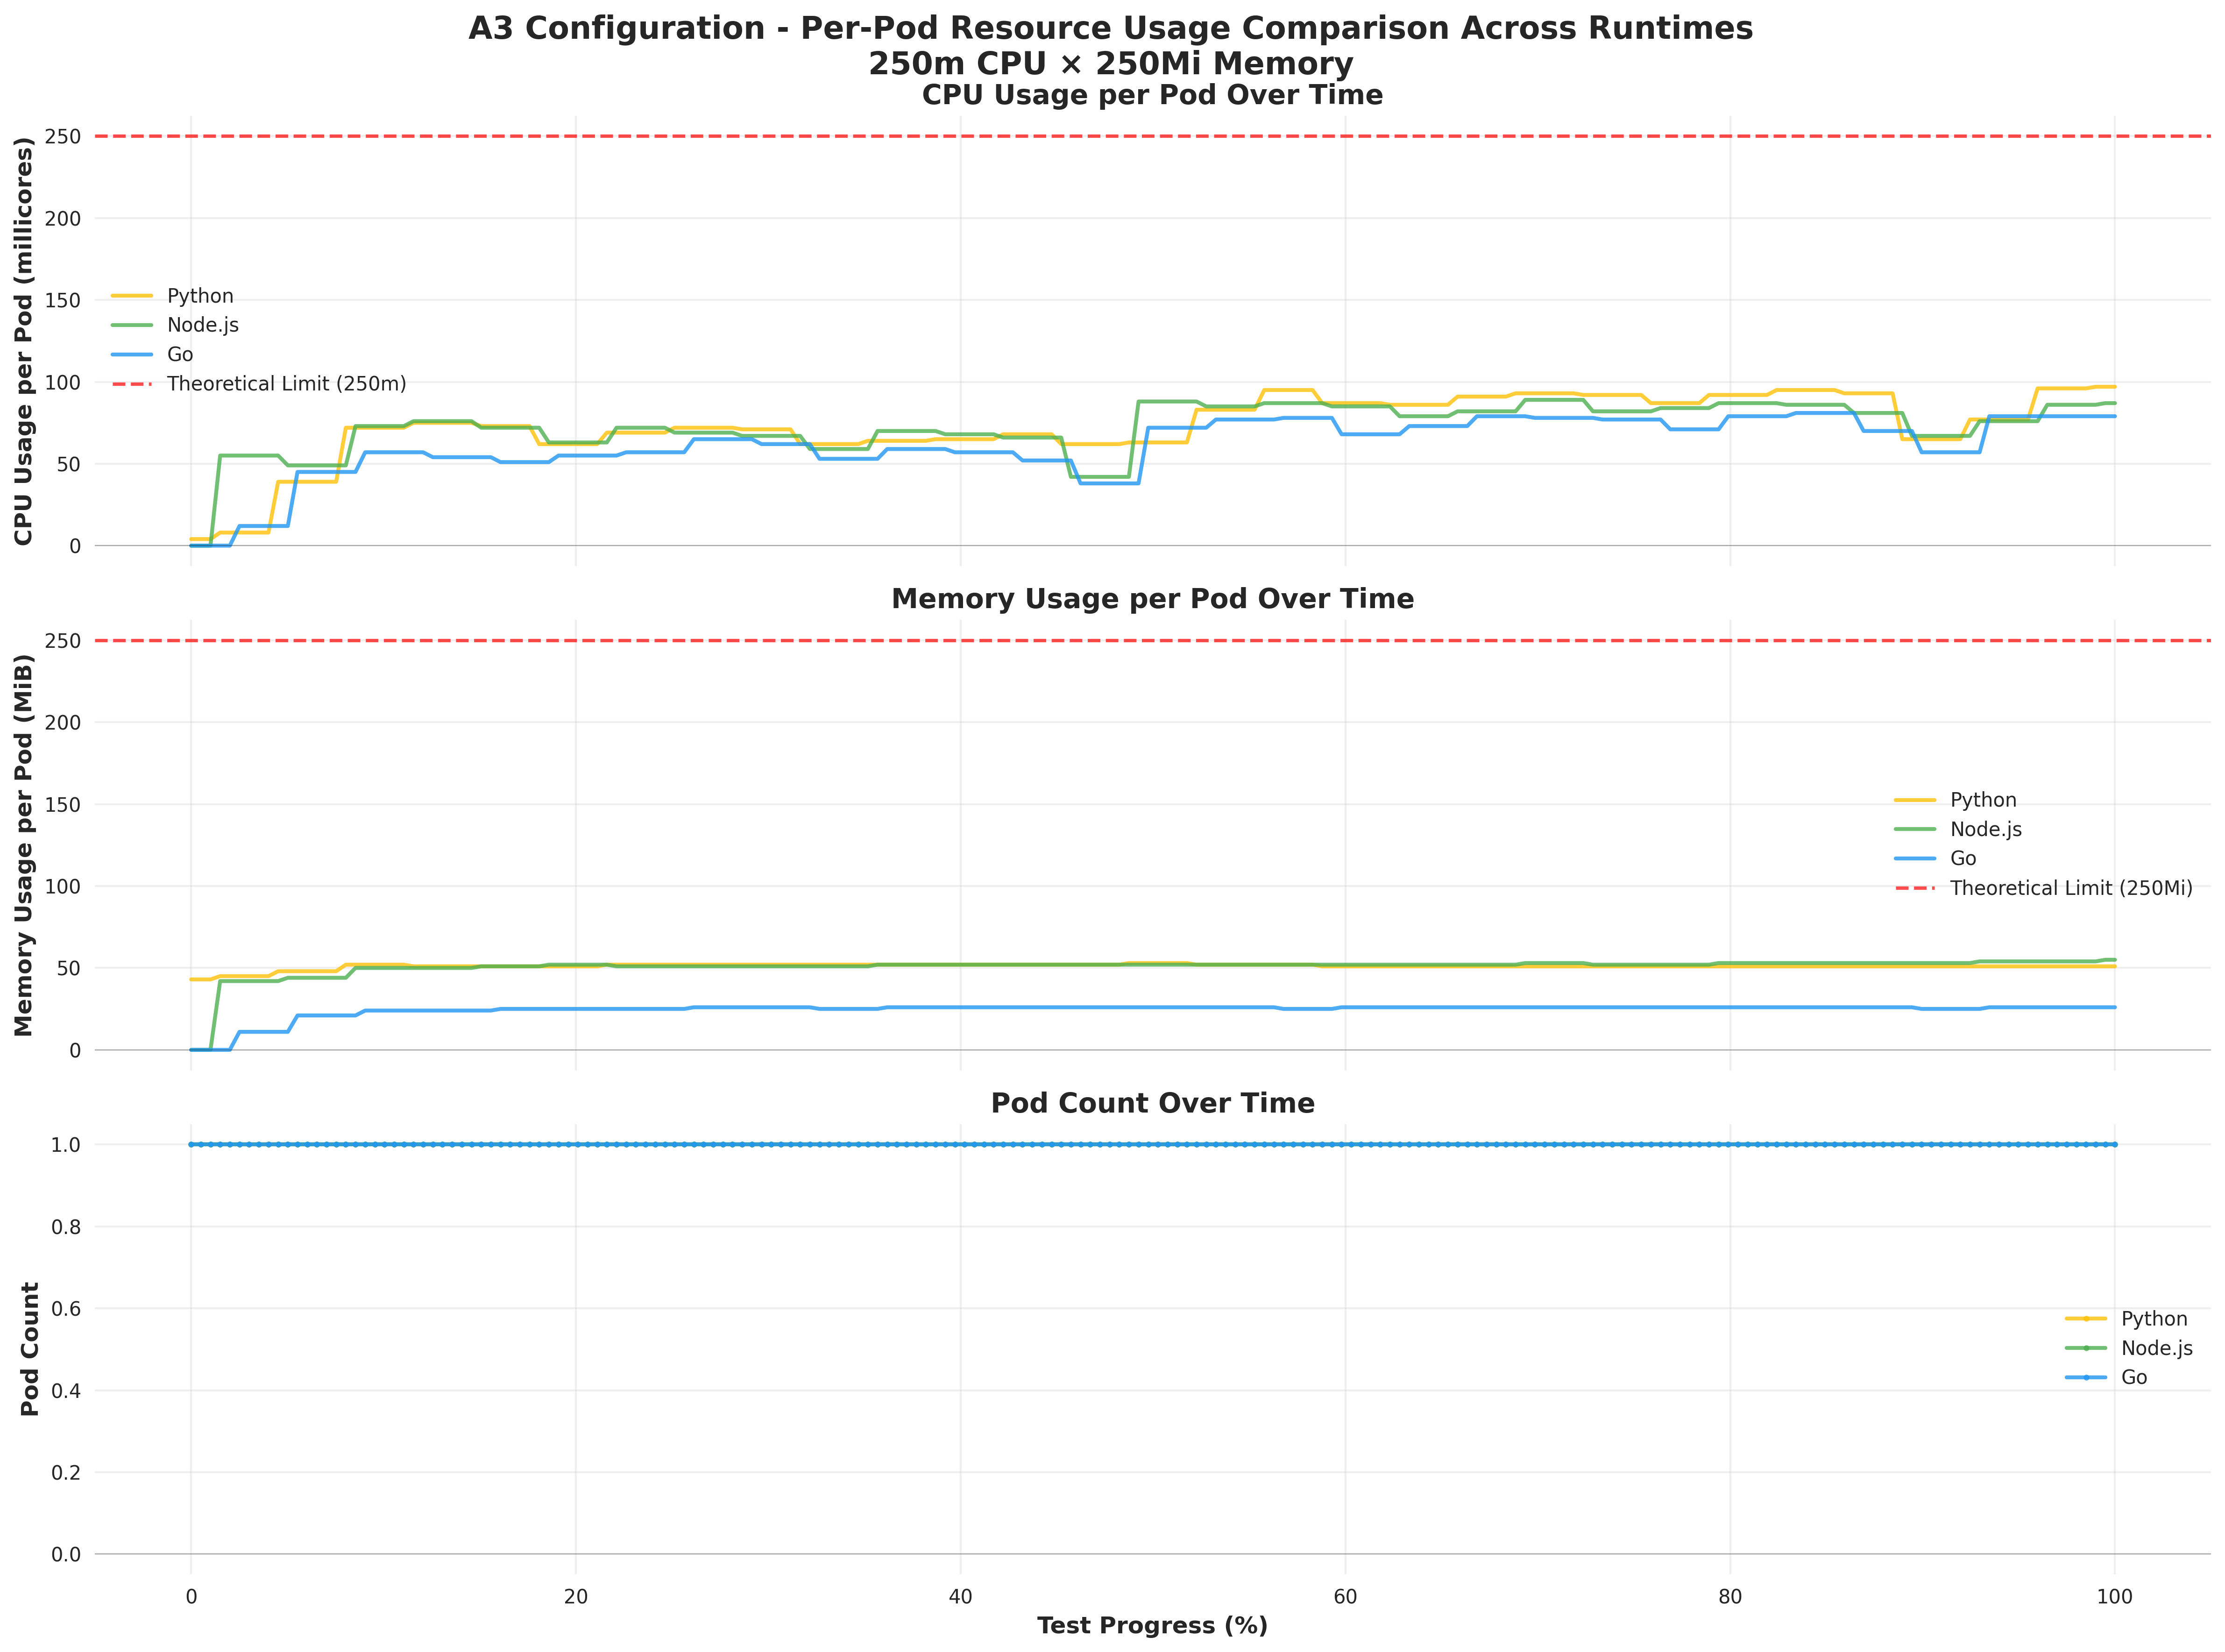 A3 Configuration - Per-Pod Resource Usage Comparison Across Runtimes
250m CPU × 250Mi Memory
CPU Usage per Pod Over Time
CPU Usage per Pod (millicores)
250
200
150
100
50
0
Python
Node.js
Go
Theoretical Limit (250m)
Memory Usage per Pod Over Time
Memory Usage per Pod (MiB)
250
200
150
100
50
0
Python
Node.js
Go
Theoretical Limit (250Mi)
Pod Count Over Time
Pod Count
1.0
0.8
0.6
0.4
0.2
0.0
Python
Node.js
Go
0 20 40 60 80 100
Test Progress (%)